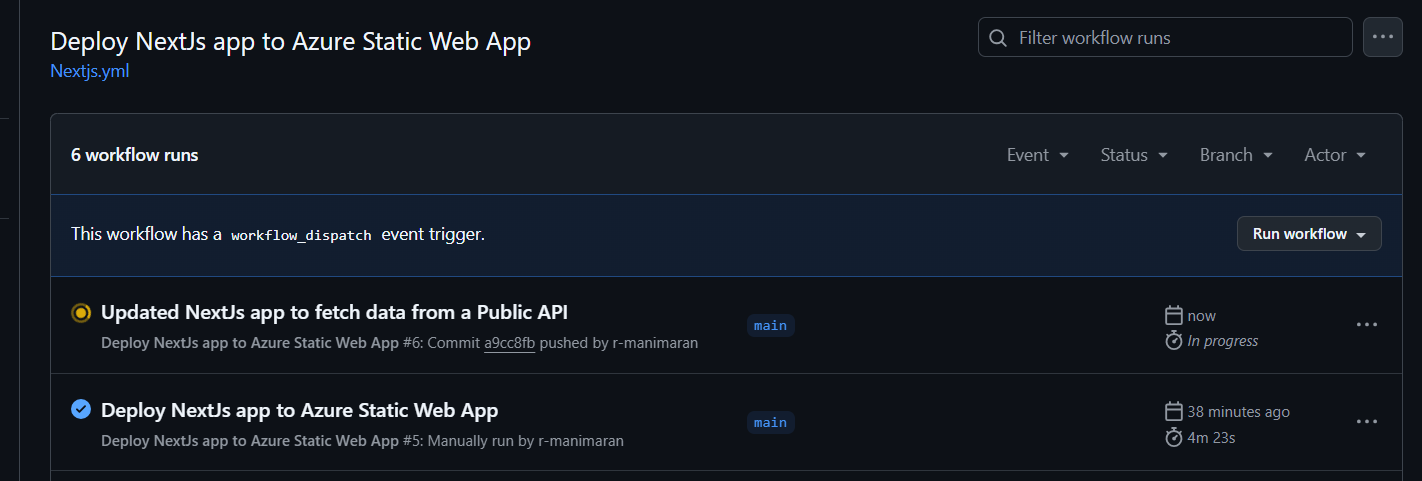 Deploy NextJs app to Azure Static Web App
Nextjs.yml
Filter workflow runs
6 workflow runs
Event
Status
Branch
Actor
This workflow has a workflow_dispatch event trigger.
Run workflow
Updated NextJs app to fetch data from a Public API
Deploy NextJs app to Azure Static Web App #6: Commit a9cc8fb pushed by r-manimaran
main
now
In progress
Deploy NextJs app to Azure Static Web App
Deploy NextJs app to Azure Static Web App #5: Manually run by r-manimaran
main
38 minutes ago
4m 23s